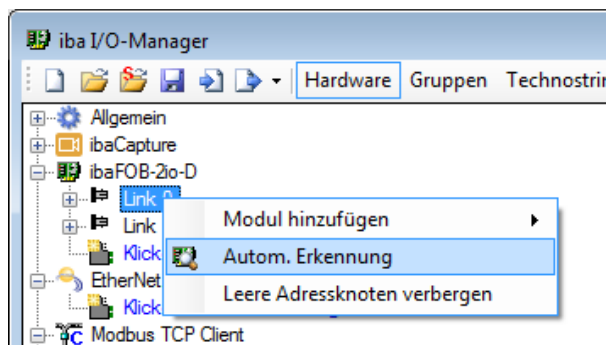 iba I/O-Manager
Hardware Gruppen Technostrin
Allgemein
ibaCapture
ibaFOB-2io-D
Link 0
Modul hinzufügen
Link
Klick
Autom. Erkennung
EtherNet
Leere Adressknoten verbergen
Klick
Modbus TCP Client